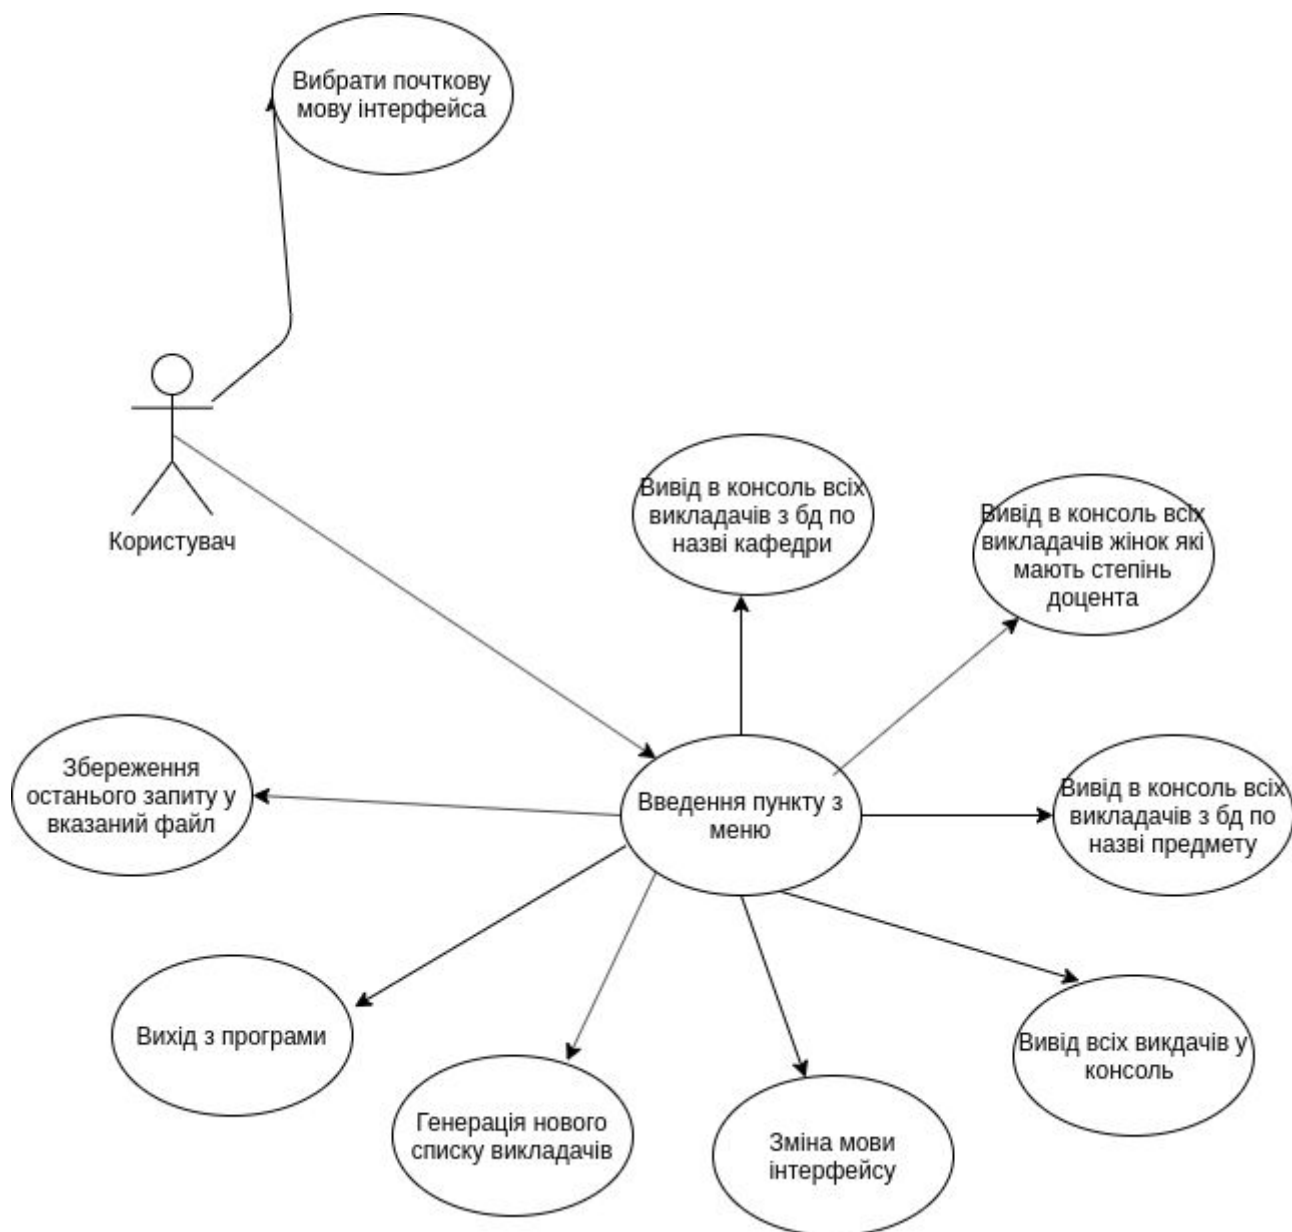 Вибрати почткову
мову інтерфейса
Користувач
Вивід в консоль всіх
викладачів з бд по
назві кафедри
Вивід в консоль всіх
викладачів жінок які
мають степінь
доцента
Збереження
останього запиту у
вказаний файл
Введення пункту з
меню
Вивід в консоль всіх
викладачів з бд по
назві предмету
Вихід з програми
Генерація нового
списку викладачів
Зміна мови
інтерфейсу
Вивід всіх викдачів у
консоль